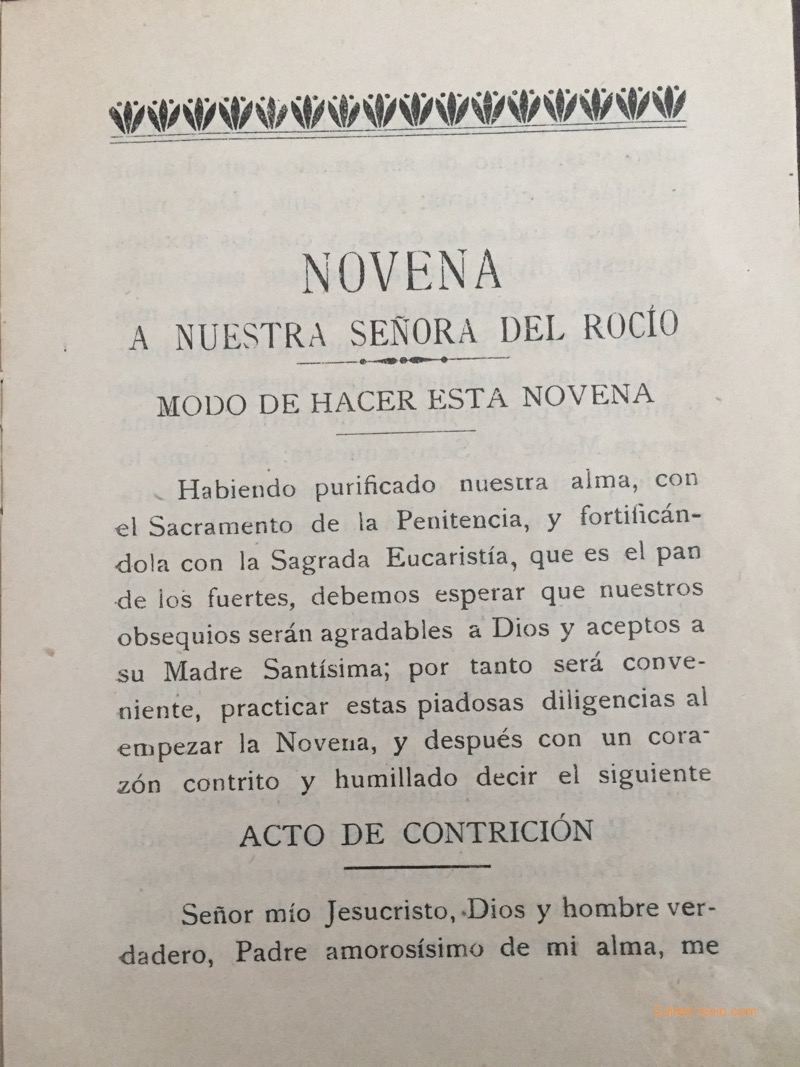 NOVENA
A NUESTRA SEÑORA DEL ROCÍO
MODO DE HACER ESTA NOVENA
Habiendo purificado nuestra alma, con
el Sacramento de la Penitencia, y fortificán-
dola con la Sagrada Eucaristía, que es el pan
de los fuertes, debemos esperar que nuestros
obsequios serán agradables a Dios y aceptos a
su Madre Santísima; por tanto será conve-
niente, practicar estas piadosas diligencias al
empezar la Novena, y después con un cora-
zón contrito y humillado decir el siguiente
ACTO DE CONTRICIÓN
Señor mío Jesucristo, Dios y hombre ver-
dadero, Padre amorosísimo de mi alma, me